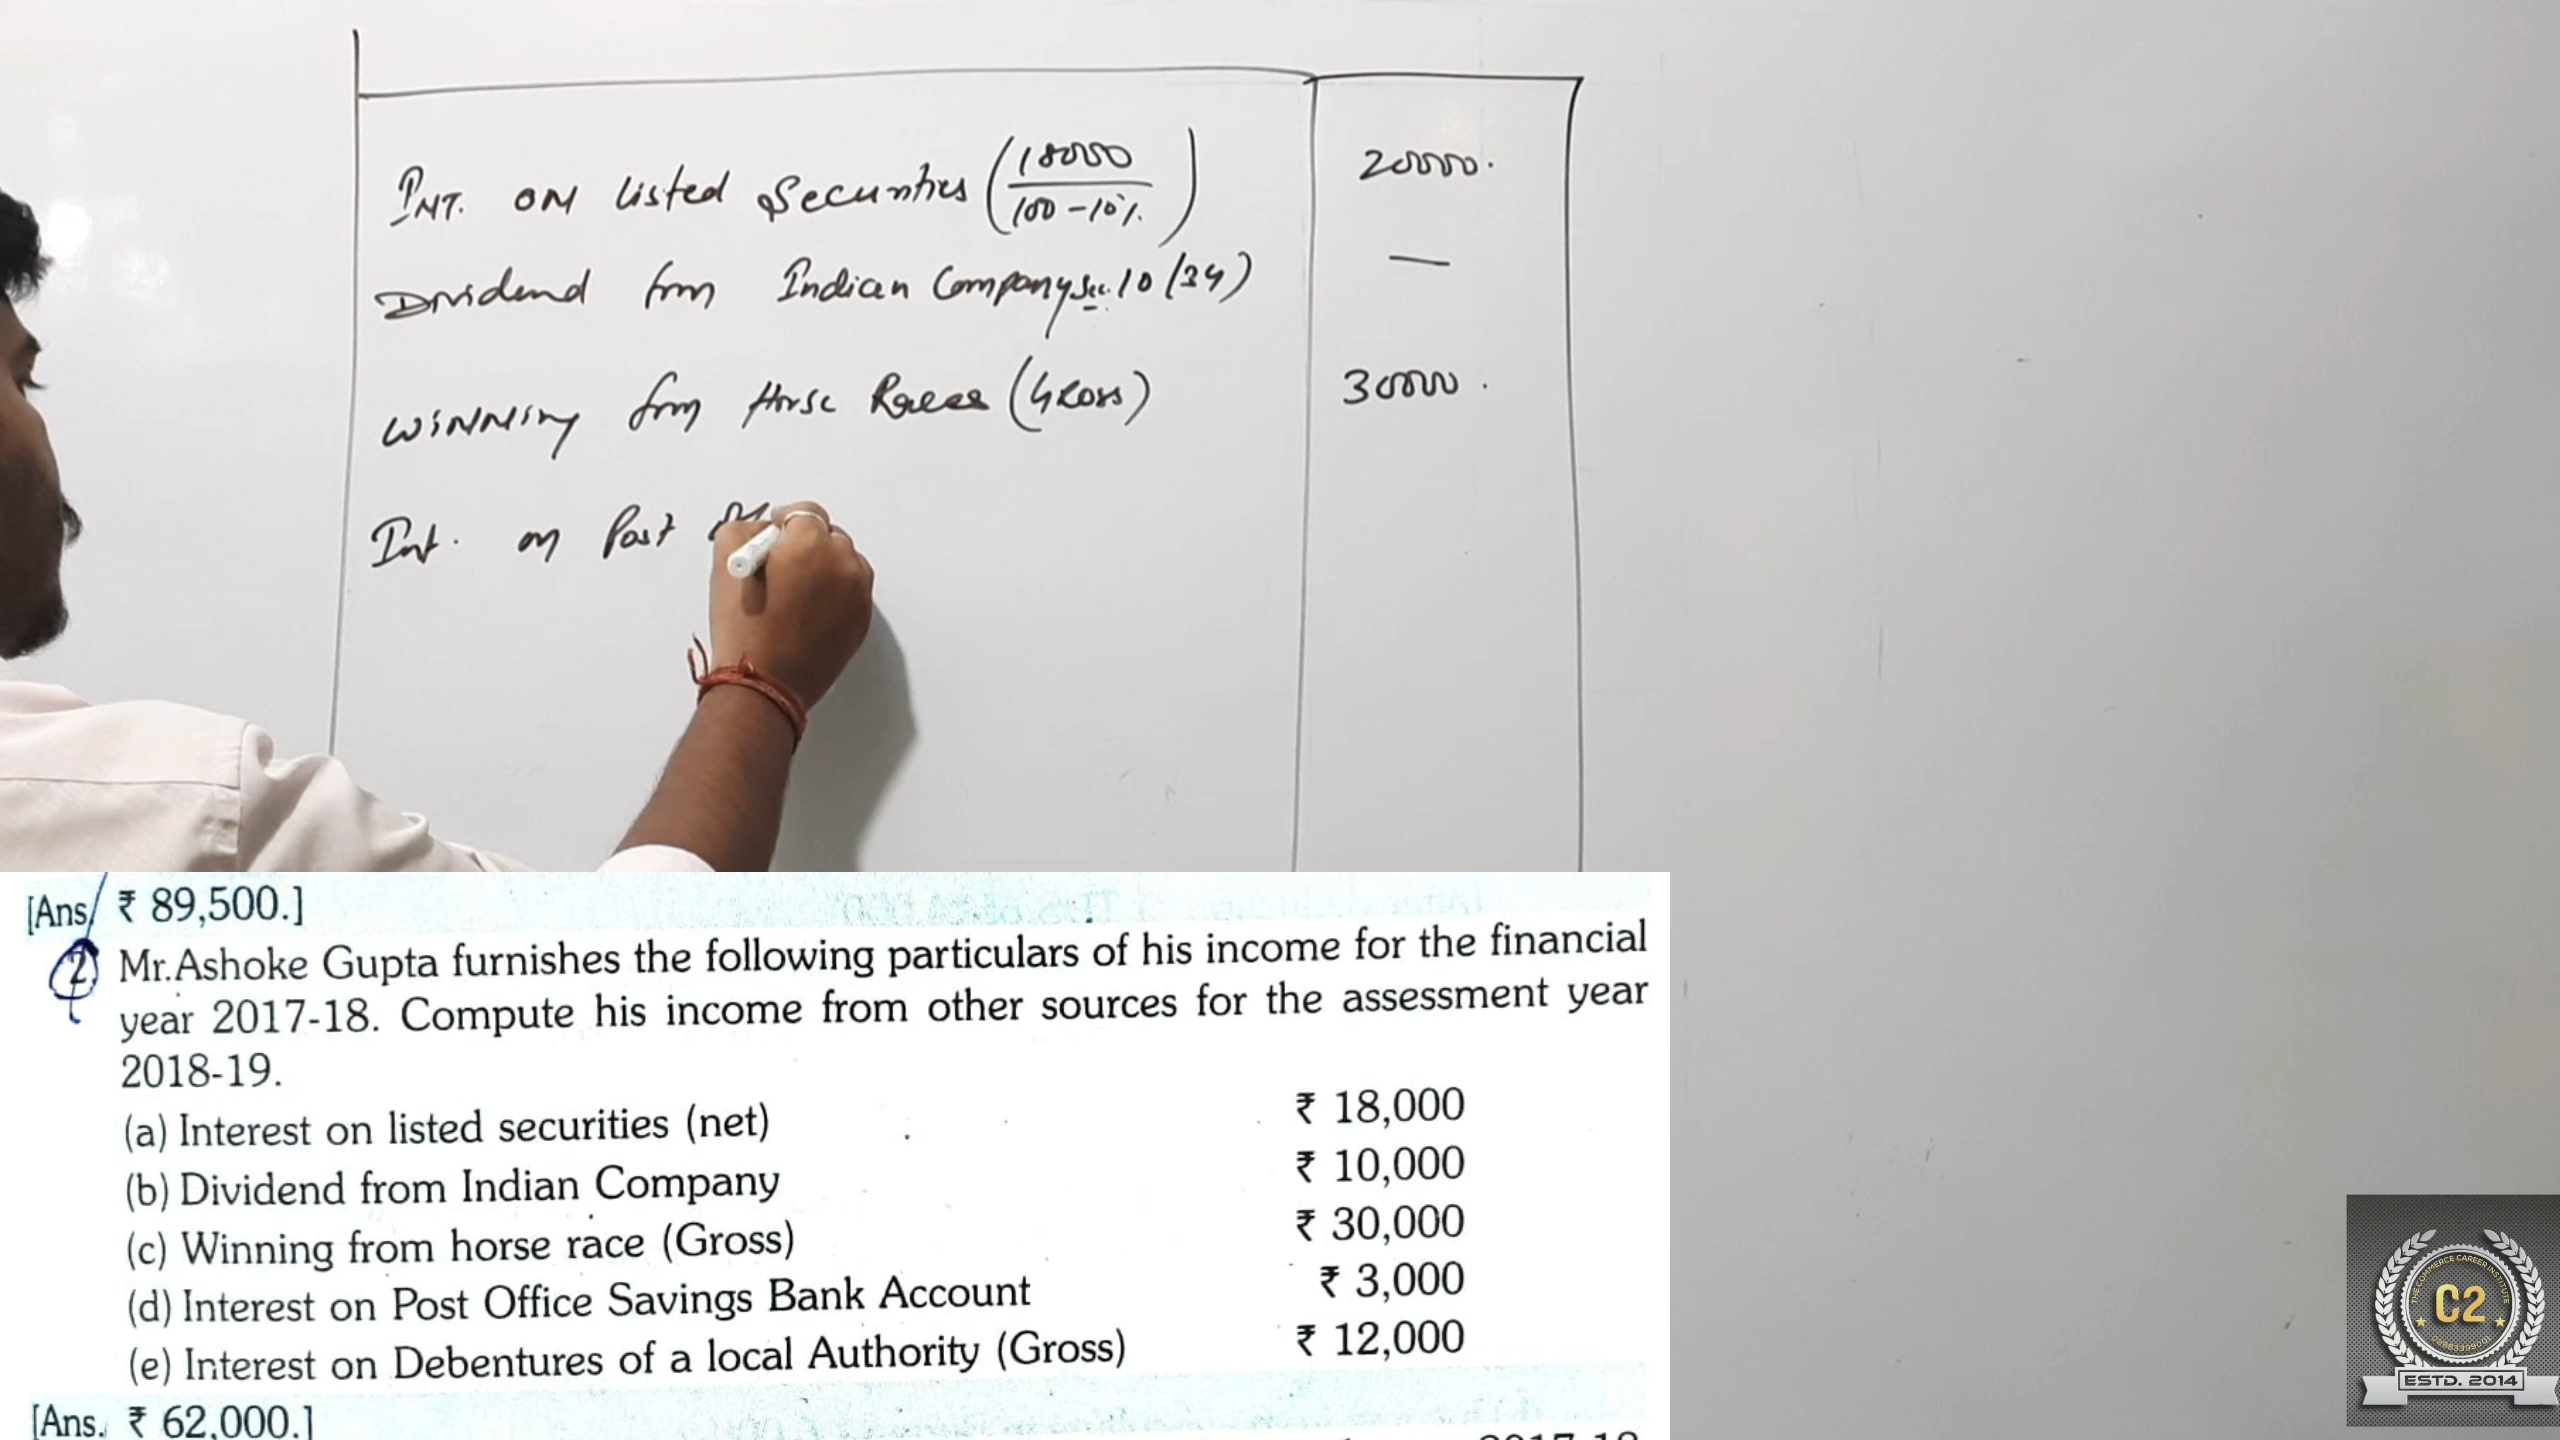 INT. ON listed Securities (18000 / 100 - 10%) 20000.
Dividend from Indian Company Sec. 10 (34) —
WiNNiNg from Horse Races (Gross) 30000.
Int. on Post
[Ans. ₹ 89,500.]
2 Mr.Ashoke Gupta furnishes the following particulars of his income for the financial
year 2017-18. Compute his income from other sources for the assessment year
2018-19.
(a) Interest on listed securities (net) ₹ 18,000
(b) Dividend from Indian Company ₹ 10,000
(c) Winning from horse race (Gross) ₹ 30,000
(d) Interest on Post Office Savings Bank Account ₹ 3,000
(e) Interest on Debentures of a local Authority (Gross) ₹ 12,000
[Ans. ₹ 62,000.]
THE COMMERCE CAREER INSTITUTE
C2
ESTD. 2014